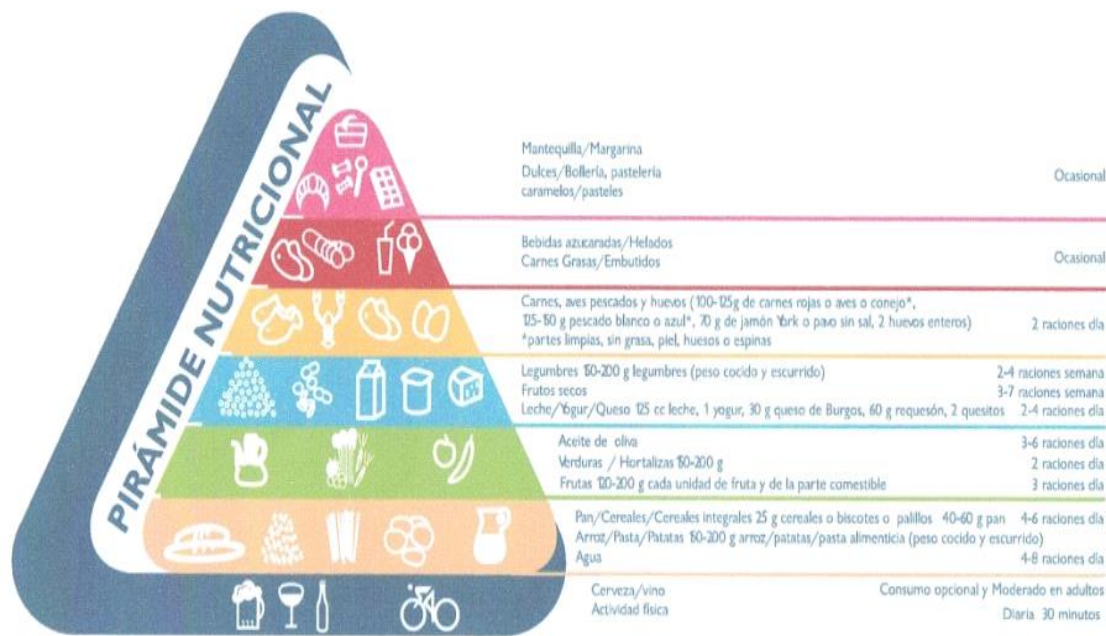 PIRÁMIDE NUTRICIONAL
Mantequilla/Margarina
Dulces/Bollería, pastelería
caramelos/pasteles
Ocasional
Bebidas azucaradas/Helados
Carnes Grasas/Embutidos
Ocasional
Carnes, aves pescados y huevos (100-125g de carnes rojas o aves o conejo*,
125-150 g pescado blanco o azul*, 70 g de jamón York o pavo sin sal, 2 huevos enteros)
*partes limpias, sin grasa, piel, huesos o espinas
2 raciones día
Legumbres 150-200 g legumbres (peso cocido y escurrido) 2-4 raciones semana
Frutos secos 3-7 raciones semana
Leche/Yogur/Queso 125 cc leche, 1 yogur, 30 g queso de Burgos, 60 g requesón, 2 quesitos 2-4 raciones día
Aceite de oliva 3-6 raciones día
Verduras / Hortalizas 150-200 g 2 raciones día
Frutas 120-200 g cada unidad de fruta y de la parte comestible 3 raciones día
Pan/Cereales/Cereales integrales 25 g cereales o biscotes o palillos 40-60 g pan 4-6 raciones día
Arroz/Pasta/Patatas 150-200 g arroz/patatas/pasta alimenticia (peso cocido y escurrido)
Agua 4-8 raciones día
Cerveza/vino Consumo opcional y Moderado en adultos
Actividad física Diaria 30 minutos